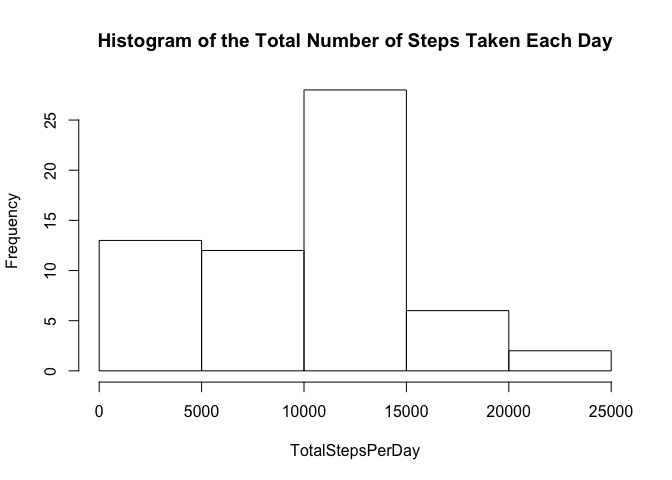 Histogram of the Total Number of Steps Taken Each Day
Frequency
25
20
15
10
5
0
0 5000 10000 15000 20000 25000
TotalStepsPerDay